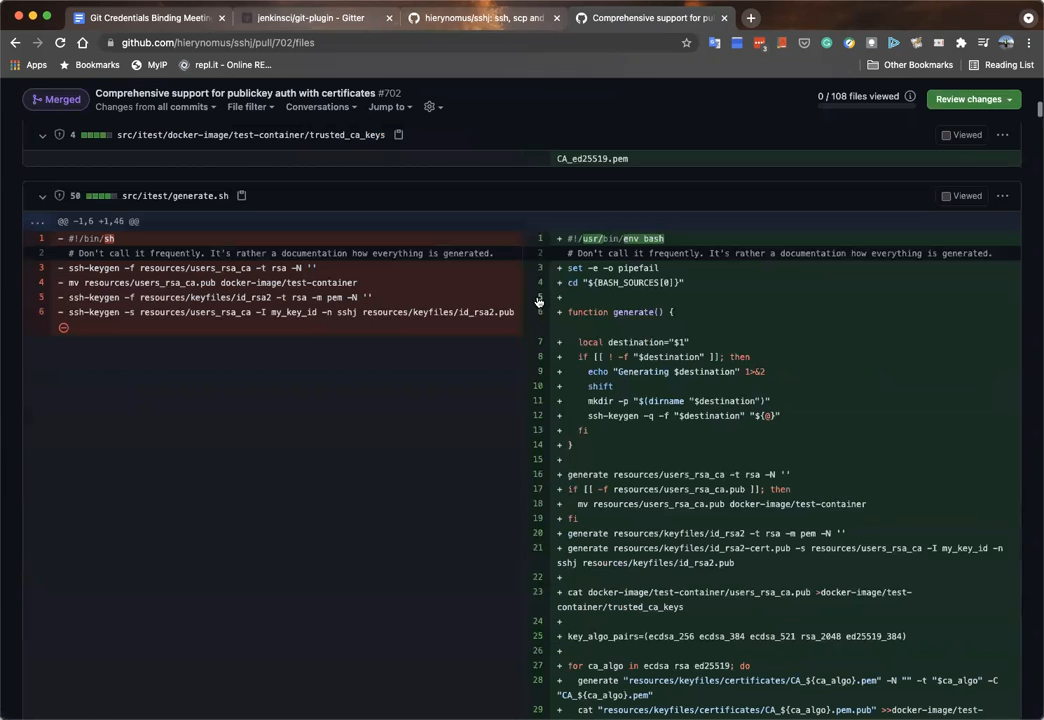 Git Credentials Binding Meetin
jenkinsci/git-plugin - Gitter
hierynomus/sshj: ssh, scp and
Comprehensive support for pu
github.com/hierynomus/sshj/pull/702/files
Apps
Bookmarks
MyIP
repl.it - Online RE...
Other Bookmarks
Reading List
Merged
Comprehensive support for publickey auth with certificates #702
Changes from all commits
File filter
Conversations
Jump to
0 / 108 files viewed
Review changes
4 src/itest/docker-image/test-container/trusted_ca_keys
Viewed
CA_ed25519.pem
50 src/itest/generate.sh
Viewed
... @@ -1,6 +1,46 @@
1 - #!/bin/sh
2 # Don't call it frequently. It's rather a documentation how everything is generated.
3 - ssh-keygen -f resources/users_rsa_ca -t rsa -N ''
4 - mv resources/users_rsa_ca.pub docker-image/test-container
5 - ssh-keygen -f resources/keyfiles/id_rsa2 -t rsa -m pem -N ''
6 - ssh-keygen -s resources/users_rsa_ca -I my_key_id -n sshj resources/keyfiles/id_rsa2.pub
1 + #!/usr/bin/env bash
2 # Don't call it frequently. It's rather a documentation how everything is generated.
3 + set -e -o pipefail
4 + cd "${BASH_SOURCES[0]}"
5 +
6 + function generate() {
7 + local destination="$1"
8 + if [[ ! -f "$destination" ]]; then
9 + echo "Generating $destination" 1>&2
10 + shift
11 + mkdir -p "$(dirname "$destination")"
12 + ssh-keygen -q -f "$destination" "${@}"
13 + fi
14 + }
15 +
16 + generate resources/users_rsa_ca -t rsa -N ''
17 + if [[ -f resources/users_rsa_ca.pub ]]; then
18 + mv resources/users_rsa_ca.pub docker-image/test-container
19 + fi
20 + generate resources/keyfiles/id_rsa2 -t rsa -m pem -N ''
21 + generate resources/keyfiles/id_rsa2-cert.pub -s resources/users_rsa_ca -I my_key_id -n
sshj resources/keyfiles/id_rsa2.pub
22 +
23 + cat docker-image/test-container/users_rsa_ca.pub >docker-image/test-
container/trusted_ca_keys
24 +
25 + key_algo_pairs=(ecdsa_256 ecdsa_384 ecdsa_521 rsa_2048 ed25519_384)
26 +
27 + for ca_algo in ecdsa rsa ed25519; do
28 + generate "resources/keyfiles/certificates/CA_${ca_algo}.pem" -N "" -t "$ca_algo" -C
"CA_${ca_algo}.pem"
29 + cat "resources/keyfiles/certificates/CA_${ca_algo}.pem.pub" >>docker-image/test-